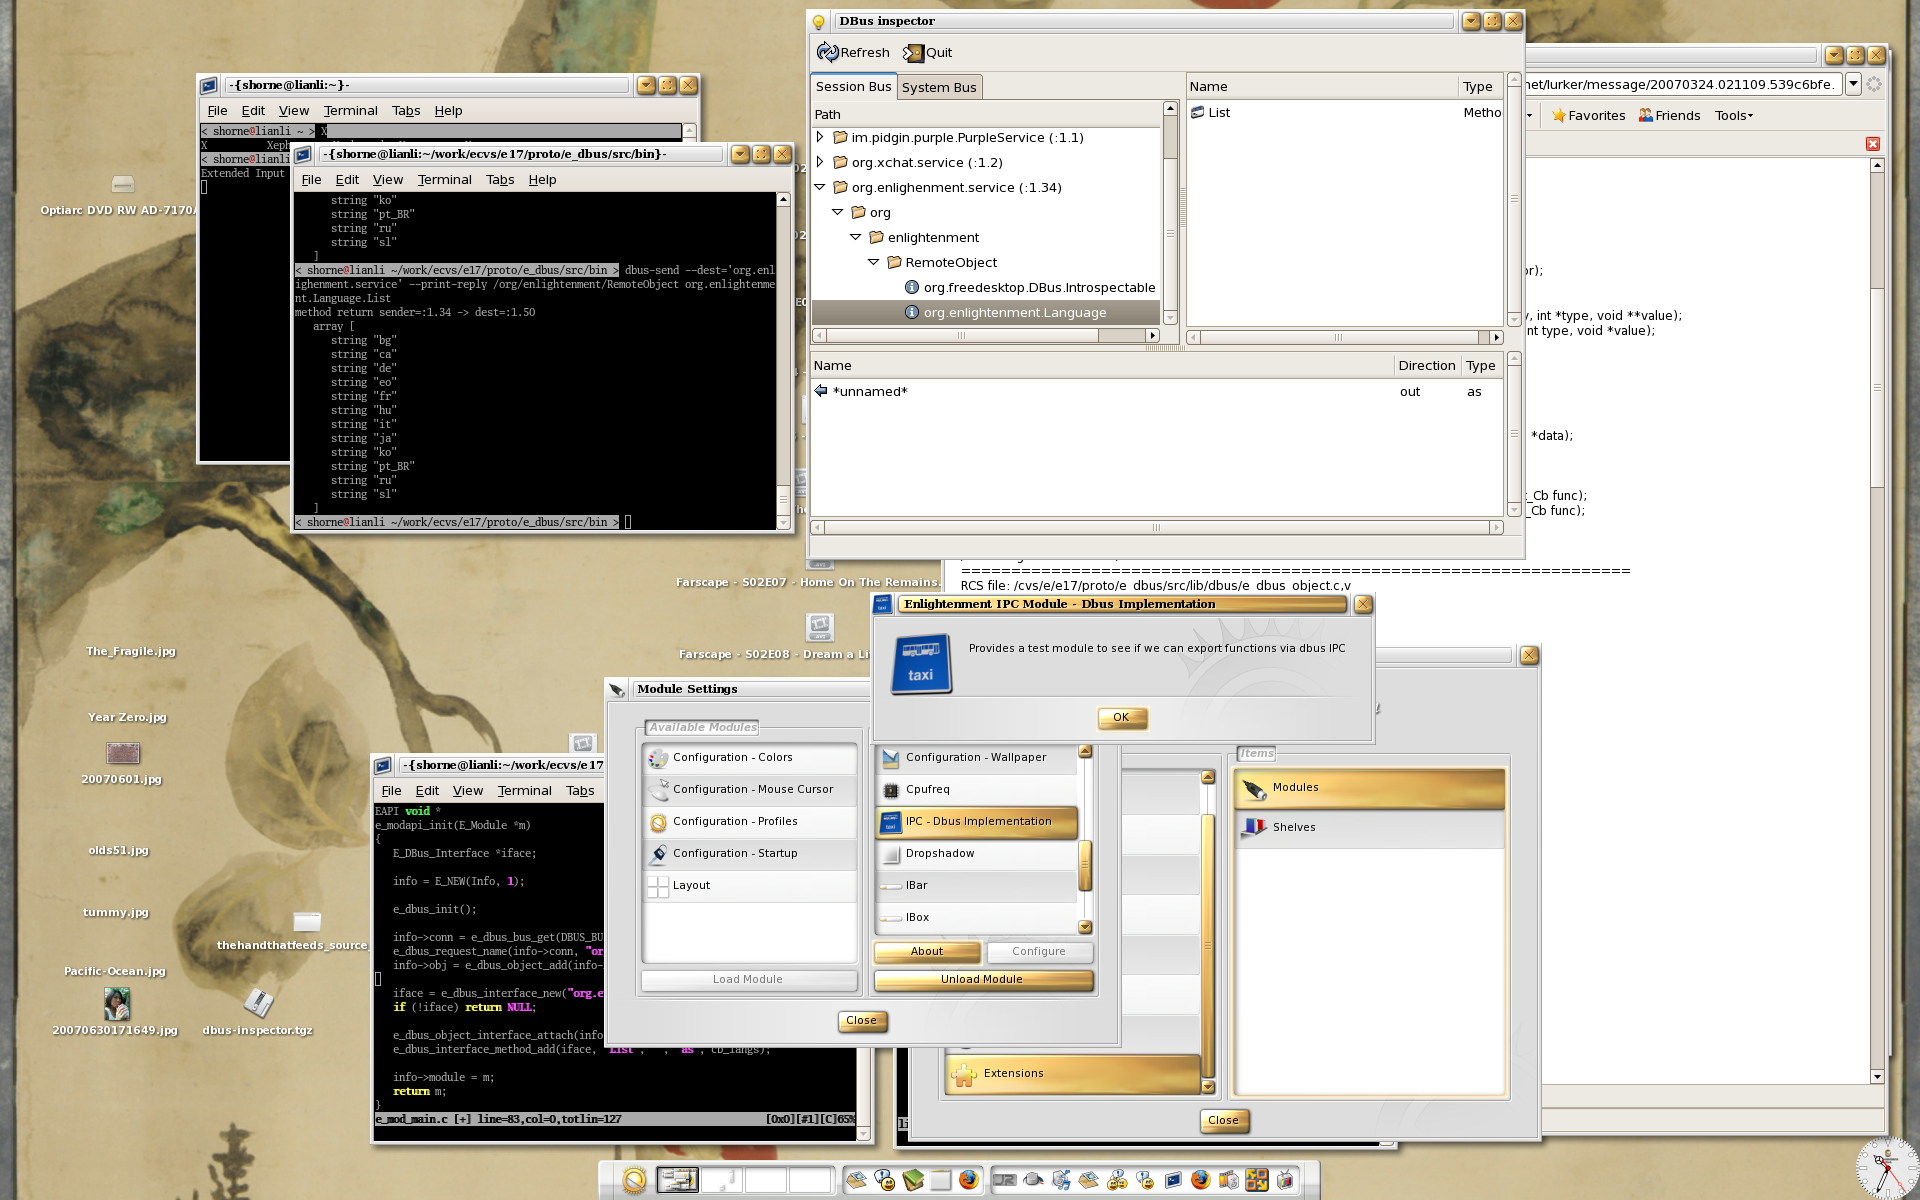 DBus inspector
Refresh
Quit
Session Bus
System Bus
Path
im.pidgin.purple.PurpleService (:1.1)
org.xchat.service (:1.2)
org.enlighenment.service (:1.34)
org
enlightenment
RemoteObject
org.freedesktop.DBus.Introspectable
org.enlightenment.Language
Name Type
List Metho
Name Direction Type
*unnamed* out as
net/lurker/message/20070324.021109.539c6bfe.
Favorites Friends Tools
or);
, int *type, void **value);
nt type, void *value);
*data);
_Cb func);
_Cb func);
===================================================================
RCS file: /cvs/e/e17/proto/e_dbus/src/lib/dbus/e_dbus_object.c,v
-{shorne@lianli:~}-
File Edit View Terminal Tabs Help
< shorne@lianli ~ > X
X Xeph
< shorne@lianli
Extended Input
-{shorne@lianli:~/work/ecvs/e17/proto/e_dbus/src/bin}-
File Edit View Terminal Tabs Help
string "ko"
string "pt_BR"
string "ru"
string "sl"
]
< shorne@lianli ~/work/ecvs/e17/proto/e_dbus/src/bin > dbus-send --dest='org.enl
ighenment.service' --print-reply /org/enlightenment/RemoteObject org.enlightenme
nt.Language.List
method return sender=:1.34 -> dest=:1.50
array [
string "bg"
string "ca"
string "de"
string "eo"
string "fr"
string "hu"
string "it"
string "ja"
string "ko"
string "pt_BR"
string "ru"
string "sl"
]
< shorne@lianli ~/work/ecvs/e17/proto/e_dbus/src/bin >
Optiarc DVD RW AD-7170A
Farscape - S02E07 - Home On The Remains.
Farscape - S02E08 - Dream a Li
The_Fragile.jpg
Year Zero.jpg
20070601.jpg
olds51.jpg
tummy.jpg
thehandthatfeeds_source_
Pacific-Ocean.jpg
20070630171649.jpg
dbus-inspector.tgz
Enlightenment IPC Module - Dbus Implementation
taxi
Provides a test module to see if we can export functions via dbus IPC
OK
Module Settings
Available Modules
Configuration - Colors
Configuration - Mouse Cursor
Configuration - Profiles
Configuration - Startup
Layout
Load Module
Configuration - Wallpaper
Cpufreq
IPC - Dbus Implementation
Dropshadow
IBar
IBox
About
Configure
Unload Module
Close
Items
Modules
Shelves
Extensions
Close
-{shorne@lianli:~/work/ecvs/e17
File Edit View Terminal Tabs
EAPI void *
e_modapi_init(E_Module *m)
{
E_DBus_Interface *iface;
info = E_NEW(Info, 1);
e_dbus_init();
info->conn = e_dbus_bus_get(DBUS_BU
e_dbus_request_name(info->conn, "or
info->obj = e_dbus_object_add(info-
iface = e_dbus_interface_new("org.e
if (!iface) return NULL;
e_dbus_object_interface_attach(info
e_dbus_interface_method_add(iface, "List", "", "as", cb_langs);
info->module = m;
return m;
}
e_mod_main.c [+] line=83,col=0,totlin=127 [0x0][#1][C]65%